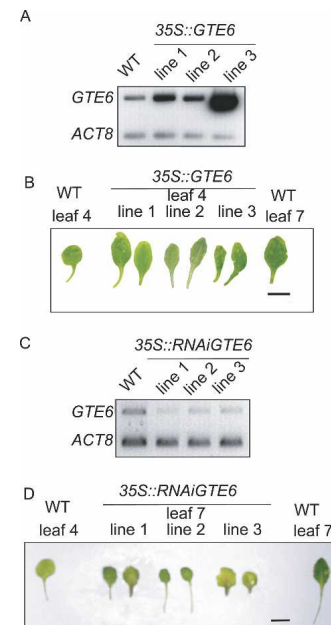 A
35S::GTE6
WT line 1 line 2 line 3
GTE6
ACT8
B
35S::GTE6
WT leaf 4 WT
leaf 4 line 1 line 2 line 3 leaf 7
C
35S::RNAiGTE6
WT line 1 line 2 line 3
GTE6
ACT8
D
35S::RNAiGTE6
WT leaf 7 WT
leaf 4 line 1 line 2 line 3 leaf 7